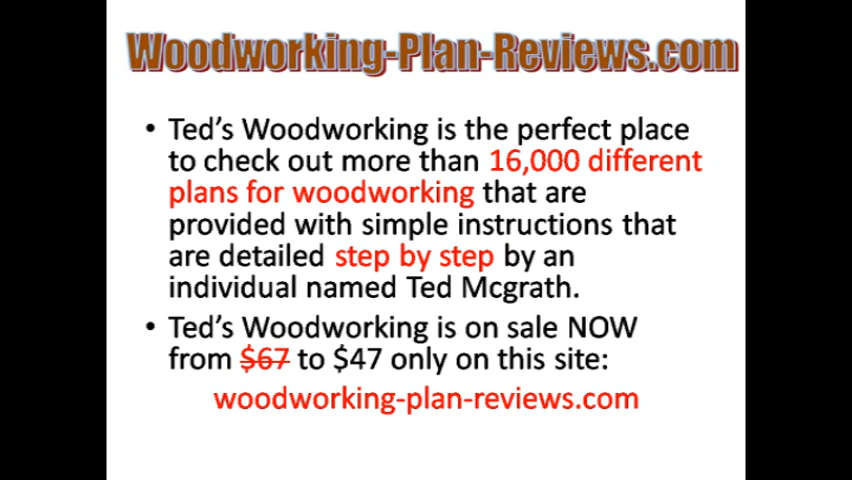 Woodworking-Plan-Reviews.com
• Ted's Woodworking is the perfect place
to check out more than 16,000 different
plans for woodworking that are
provided with simple instructions that
are detailed step by step by an
individual named Ted Mcgrath.
• Ted's Woodworking is on sale NOW
from $67 to $47 only on this site:
woodworking-plan-reviews.com